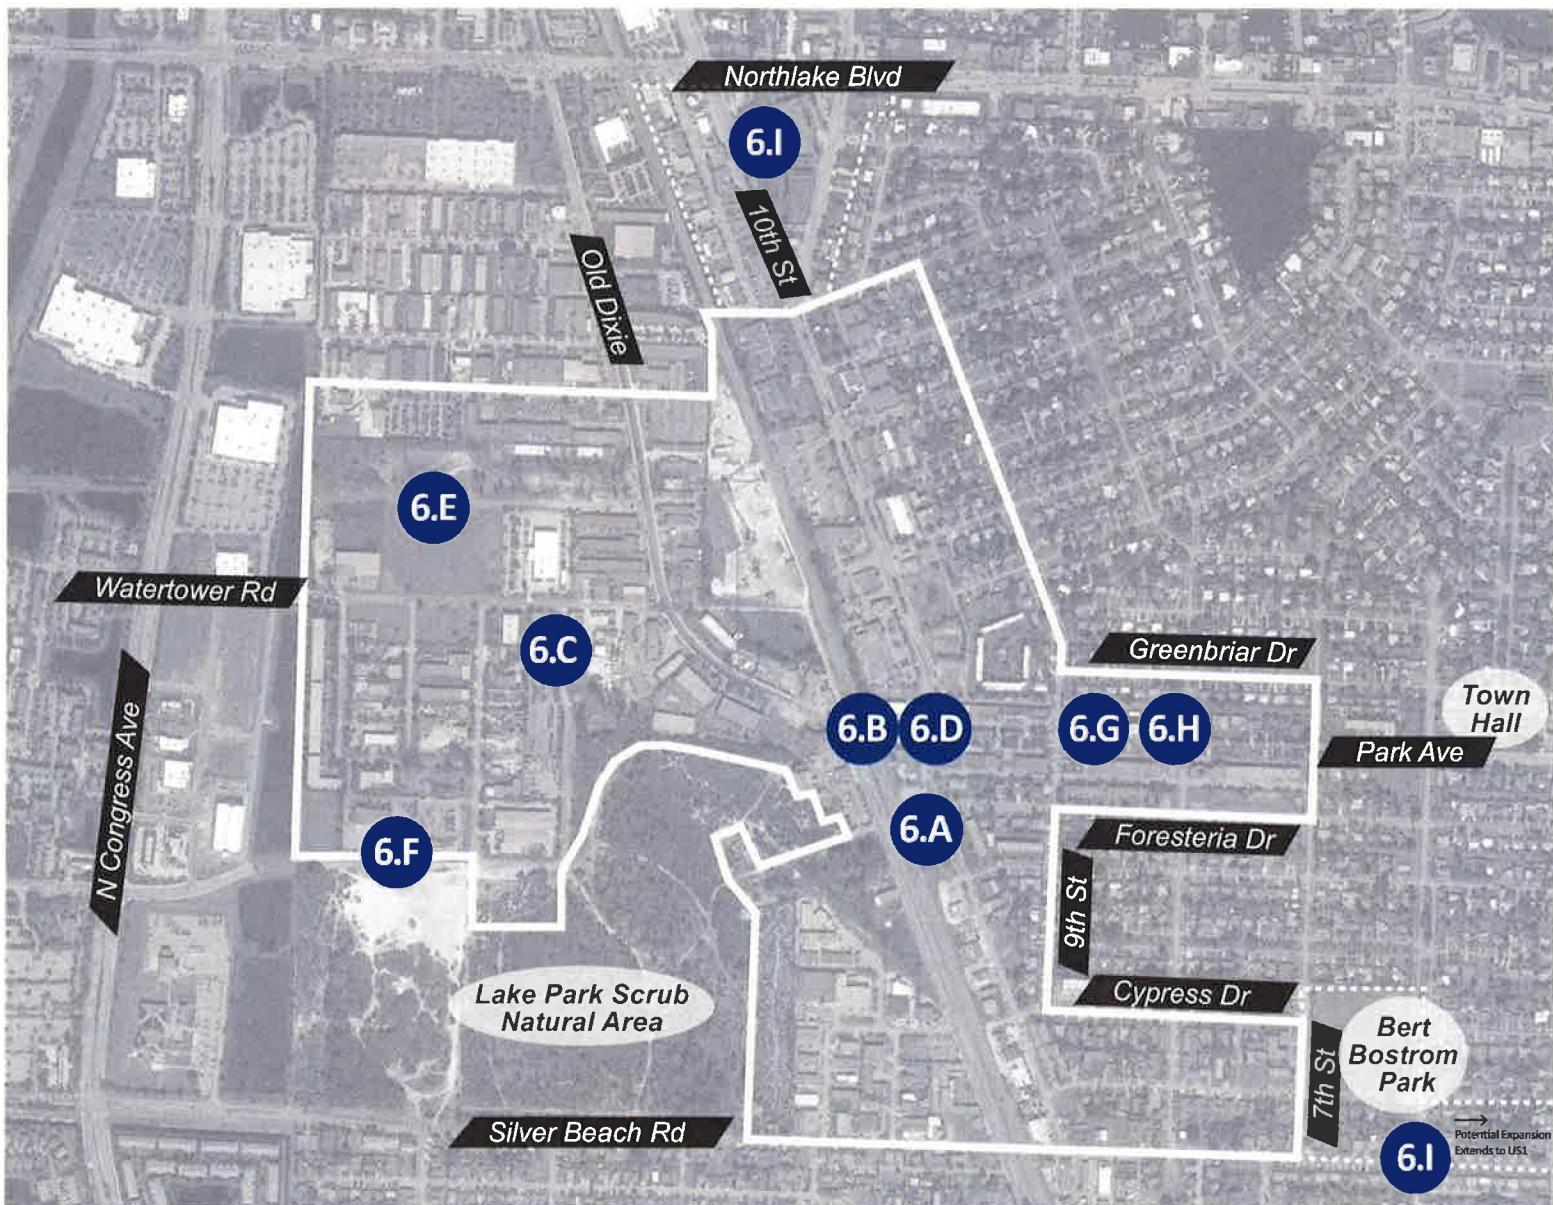 Northlake Blvd
6.I
10th St
Old Dixie
6.E
Watertower Rd
6.C
Greenbriar Dr
Town
Hall
N Congress Ave
6.B
6.D
6.G
6.H
Park Ave
6.A
Foresteria Dr
6.F
9th St
Cypress Dr
Lake Park Scrub
Natural Area
Bert
Bostrom
Park
7th St
Silver Beach Rd
6.I
Potential Expansion
Extends to US1